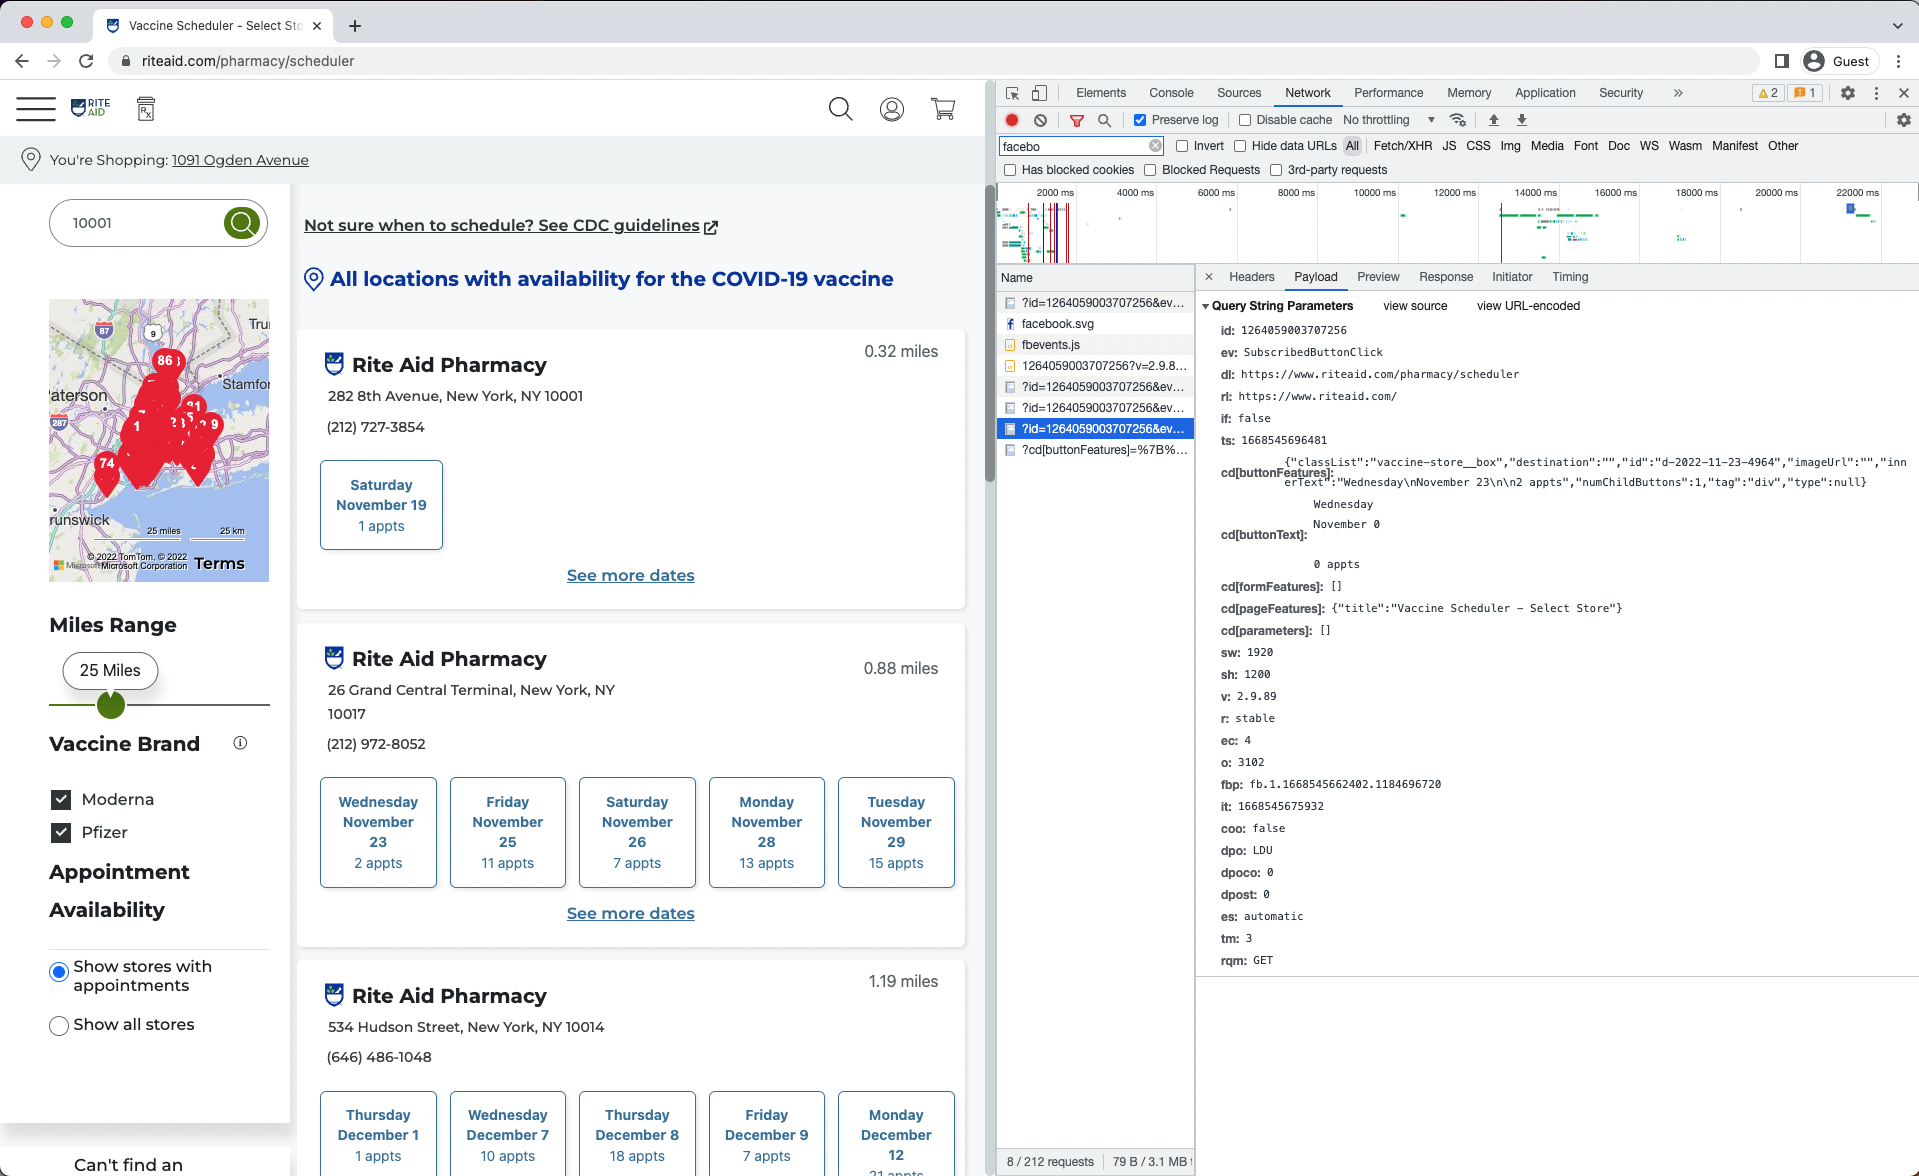 Vaccine Scheduler - Select Sto
riteaid.com/pharmacy/scheduler
Guest
RITE
AID
You're Shopping: 1091 Ogden Avenue
10001
87
9
Stamfor
aterson
287
86
81
1
9
74
runswick
25 miles
25 km
© 2022 TomTom, © 2022
Microsoft Corporation
Terms
Miles Range
25 Miles
Vaccine Brand
Moderna
Pfizer
Appointment
Availability
Show stores with
appointments
Show all stores
Can't find an
Not sure when to schedule? See CDC guidelines
All locations with availability for the COVID-19 vaccine
Rite Aid Pharmacy
0.32 miles
282 8th Avenue, New York, NY 10001
(212) 727-3854
Saturday
November 19
1 appts
See more dates
Rite Aid Pharmacy
0.88 miles
26 Grand Central Terminal, New York, NY
10017
(212) 972-8052
Wednesday
November
23
2 appts
Friday
November
25
11 appts
Saturday
November
26
7 appts
Monday
November
28
13 appts
Tuesday
November
29
15 appts
See more dates
1.19 miles
Rite Aid Pharmacy
534 Hudson Street, New York, NY 10014
(646) 486-1048
Thursday
December 1
1 appts
Wednesday
December 7
10 appts
Thursday
December 8
18 appts
Friday
December 9
7 appts
Monday
December
12
21 appts
Elements Console Sources Network Performance Memory Application Security 2 1
Preserve log Disable cache No throttling
facebo Invert Hide data URLs All Fetch/XHR JS CSS Img Media Font Doc WS Wasm Manifest Other
Has blocked cookies Blocked Requests 3rd-party requests
2000 ms 4000 ms 6000 ms 8000 ms 10000 ms 12000 ms 14000 ms 16000 ms 18000 ms 20000 ms 22000 ms
Name
?id=1264059003707256&ev...
facebook.svg
fbevents.js
1264059003707256?v=2.9.8...
?id=1264059003707256&ev...
?id=1264059003707256&ev...
?id=1264059003707256&ev...
?cd[buttonFeatures]=%7B%...
8 / 212 requests 79 B / 3.1 MB
Headers Payload Preview Response Initiator Timing
Query String Parameters view source view URL-encoded
id: 1264059003707256
ev: SubscribedButtonClick
dl: https://www.riteaid.com/pharmacy/scheduler
rl: https://www.riteaid.com/
if: false
ts: 1668545696481
cd[buttonFeatures]: {"classList":"vaccine-store__box","destination":"","id":"d-2022-11-23-4964","imageUrl":"","inn
erText":"Wednesday\nNovember 23\n\n2 appts","numChildButtons":1,"tag":"div","type":null}
cd[buttonText]: Wednesday
November 0
0 appts
cd[formFeatures]: []
cd[pageFeatures]: {"title":"Vaccine Scheduler – Select Store"}
cd[parameters]: []
sw: 1920
sh: 1200
v: 2.9.89
r: stable
ec: 4
o: 3102
fbp: fb.1.1668545662402.1184696720
it: 1668545675932
coo: false
dpo: LDU
dpoco: 0
dpost: 0
es: automatic
tm: 3
rqm: GET